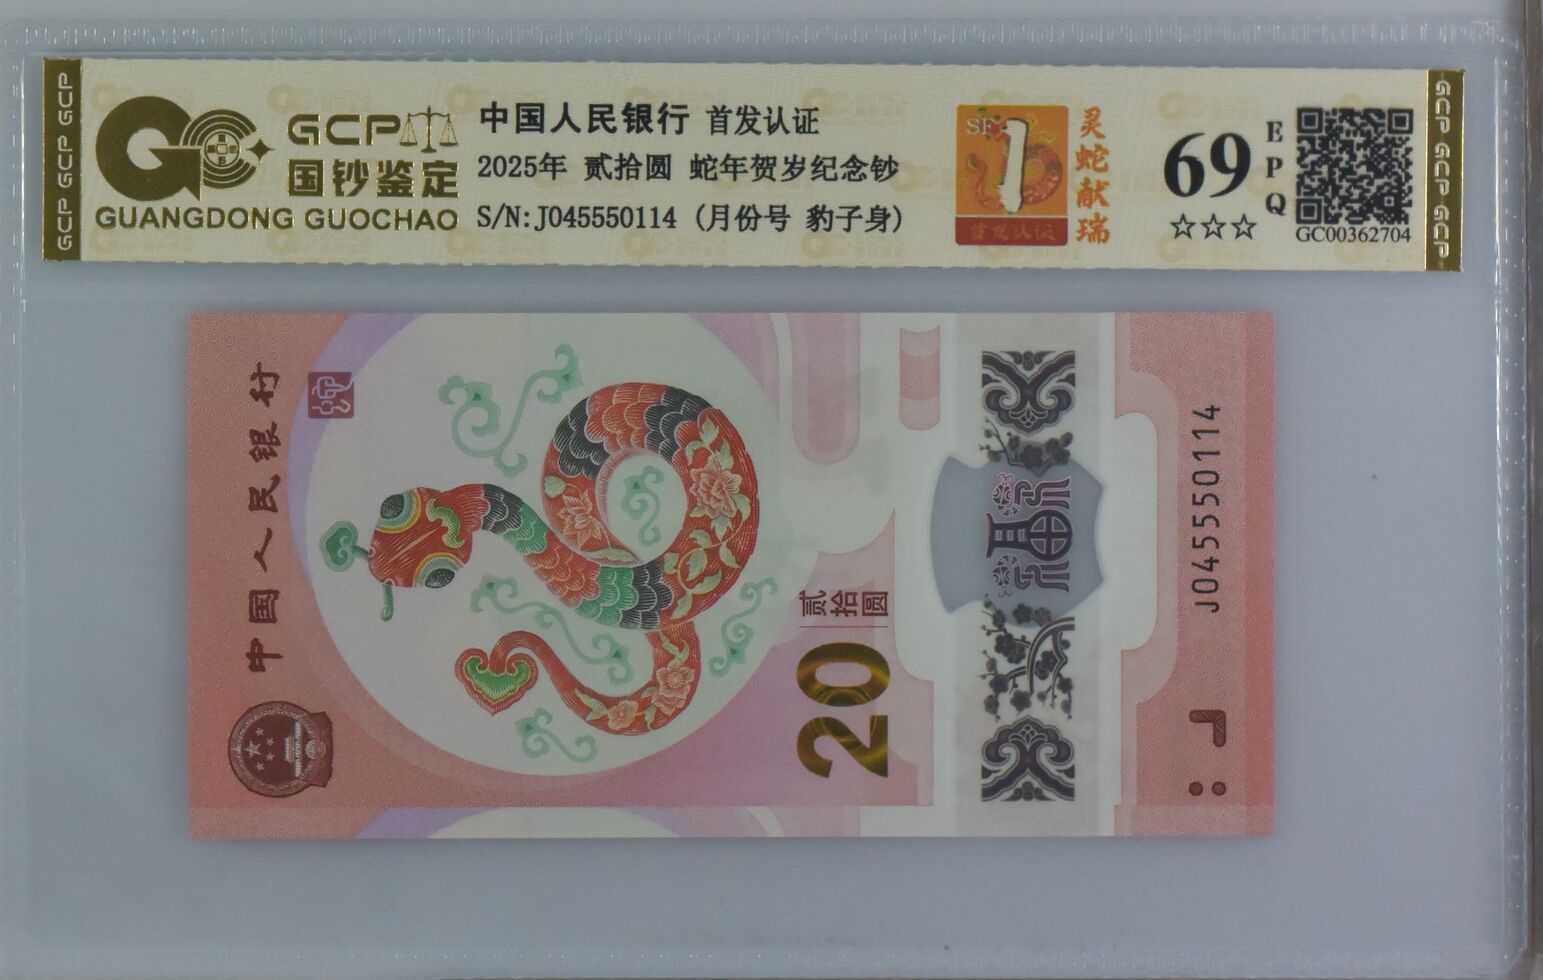 GCP GCP GCP
GCP
国钞鉴定
GUANGDONG GUOCHAO
中国人民银行 首发认证
2025年 贰拾圆 蛇年贺岁纪念钞
S/N:J045550114 (月份号 豹子身)
1
首发认证
灵蛇献瑞
69
EPQ
☆☆☆
GC00362704
GCP GCP GCP
中国人民银行
贰拾圆
20
福
J045550114